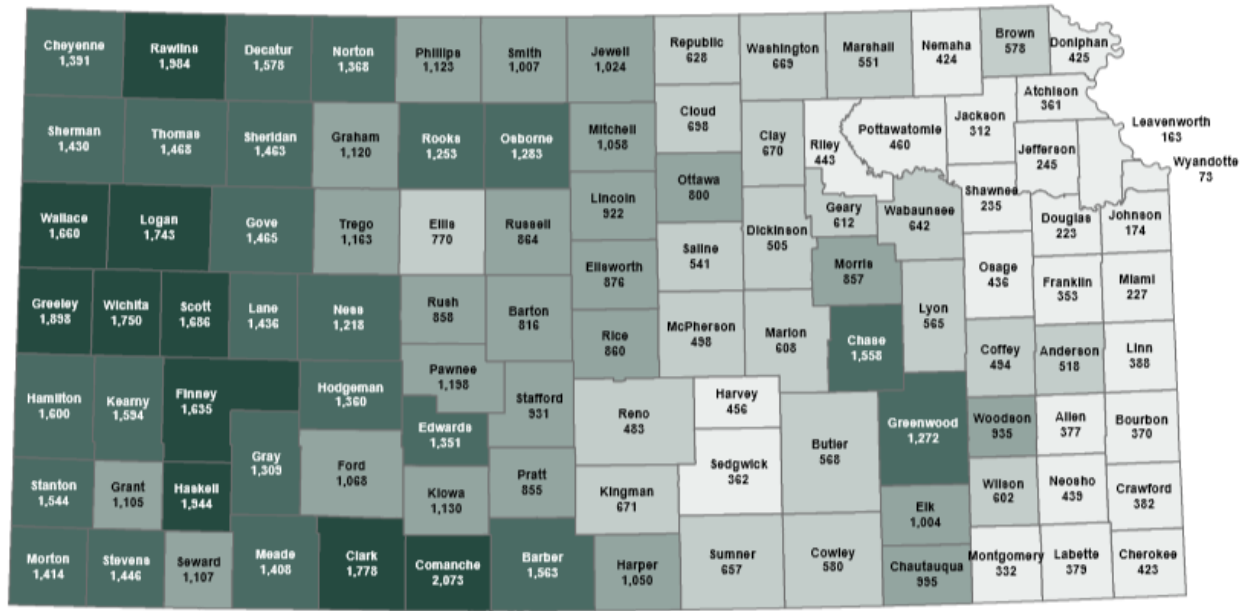 Cheyenne
1,391
Rawlins
1,984
Decatur
1,578
Norton
1,368
Phillips
1,123
Smith
1,007
Jewell
1,024
Republic
628
Washington
669
Marshall
551
Nemaha
424
Brown
578
Doniphan
425
Sherman
1,430
Thomas
1,468
Sheridan
1,463
Graham
1,120
Rooks
1,253
Osborne
1,283
Mitchell
1,058
Cloud
698
Clay
670
Riley
443
Pottawatomie
460
Jackson
312
Atchison
361
Jefferson
245
Leavenworth
163
Wyandotte
73
Wallace
1,660
Logan
1,743
Gove
1,465
Trego
1,163
Ellis
770
Russell
864
Lincoln
922
Ottawa
800
Saline
541
Dickinson
505
Geary
612
Wabaunsee
642
Shawnee
235
Douglas
223
Johnson
174
Greeley
1,898
Wichita
1,750
Scott
1,686
Lane
1,436
Ness
1,218
Rush
858
Barton
816
Ellsworth
876
Rice
860
McPherson
498
Marion
608
Morris
857
Chase
1,558
Lyon
565
Osage
436
Franklin
353
Miami
227
Coffey
494
Anderson
518
Linn
388
Hamilton
1,600
Kearny
1,594
Finney
1,635
Hodgeman
1,360
Pawnee
1,198
Edwards
1,351
Stafford
931
Reno
483
Harvey
456
Sedgwick
362
Butler
568
Greenwood
1,272
Woodson
935
Allen
377
Bourbon
370
Stanton
1,544
Grant
1,105
Haskell
1,944
Gray
1,309
Ford
1,068
Kiowa
1,130
Pratt
855
Kingman
671
Elk
1,004
Wilson
602
Neosho
439
Crawford
382
Morton
1,414
Stevens
1,446
Seward
1,107
Meade
1,408
Clark
1,778
Comanche
2,073
Barber
1,563
Harper
1,050
Sumner
657
Cowley
580
Chautauqua
995
Montgomery
332
Labette
379
Cherokee
423